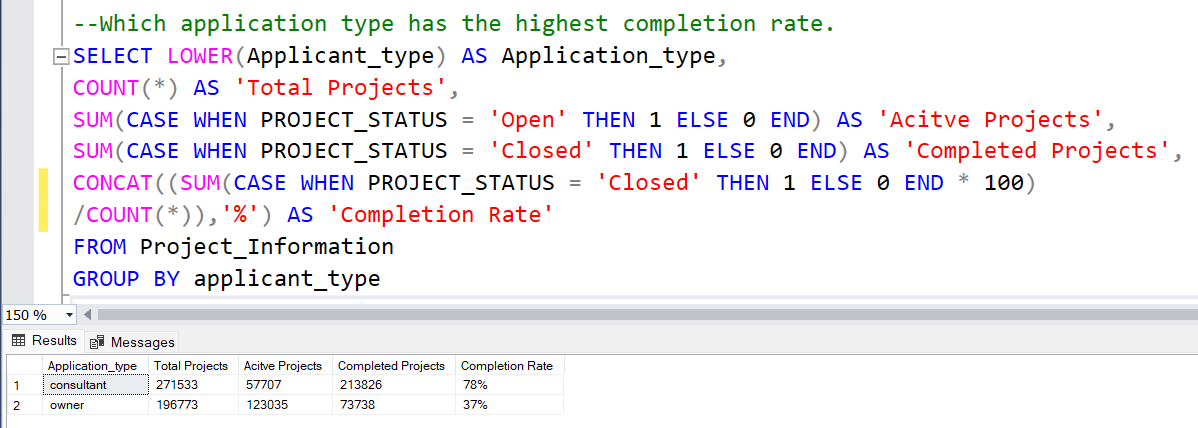 --Which application type has the highest completion rate.
SELECT LOWER(Applicant_type) AS Application_type,
COUNT(*) AS 'Total Projects',
SUM(CASE WHEN PROJECT_STATUS = 'Open' THEN 1 ELSE 0 END) AS 'Acitve Projects',
SUM(CASE WHEN PROJECT_STATUS = 'Closed' THEN 1 ELSE 0 END) AS 'Completed Projects',
CONCAT((SUM(CASE WHEN PROJECT_STATUS = 'Closed' THEN 1 ELSE 0 END * 100)
/COUNT(*)),'%') AS 'Completion Rate'
FROM Project_Information
GROUP BY applicant_type
150 %
Results Messages
Application_type Total Projects Acitve Projects Completed Projects Completion Rate
1 consultant 271533 57707 213826 78%
2 owner 196773 123035 73738 37%